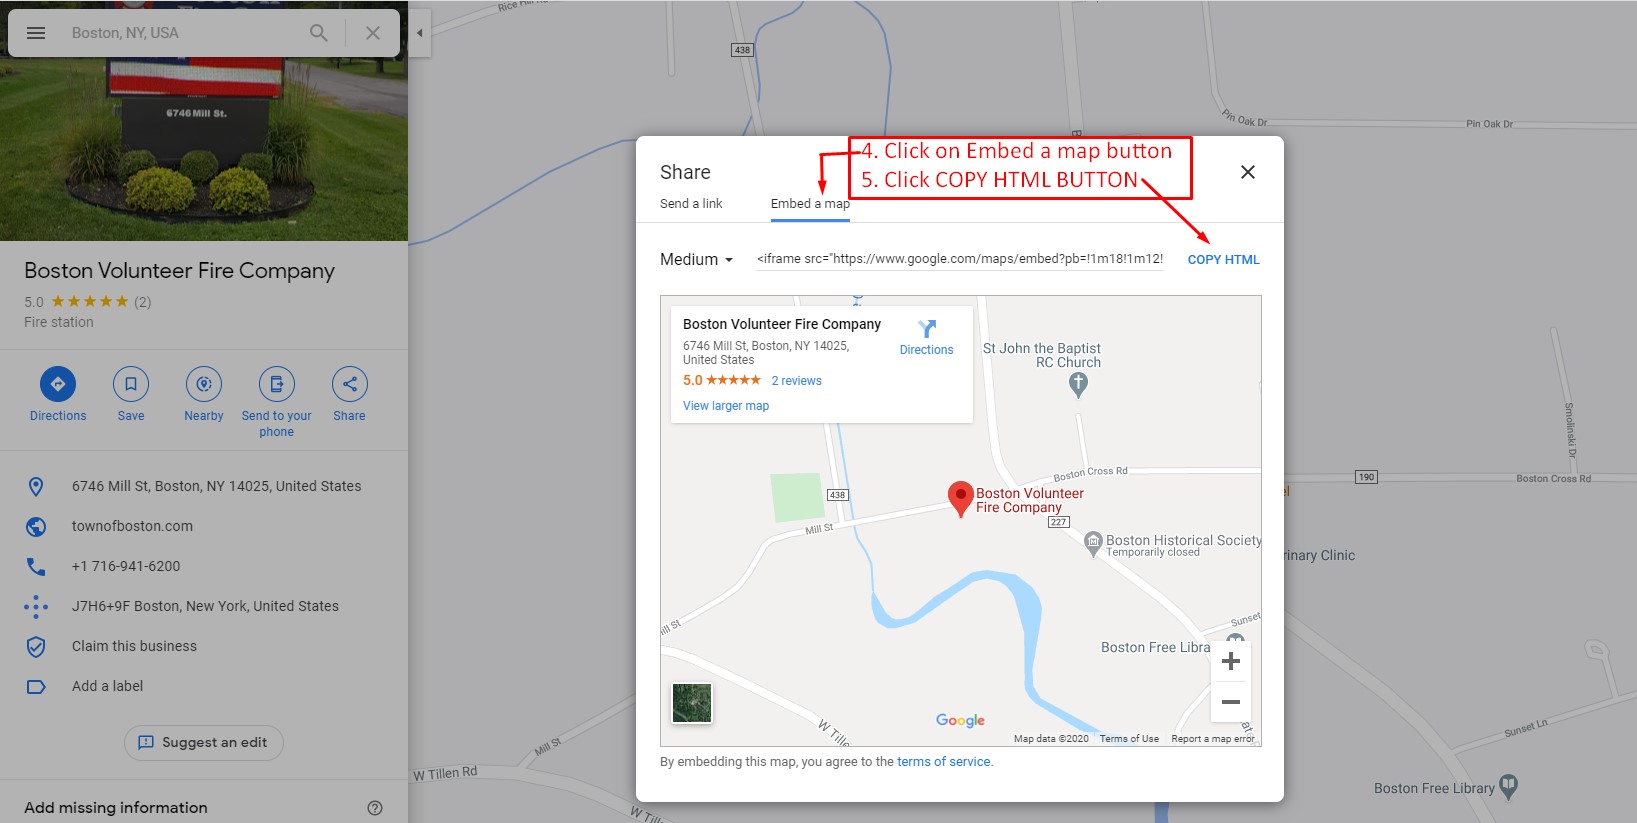 Boston, NY, USA
6746 Mill St.
Boston Volunteer Fire Company
5.0 ★★★★★ (2)
Fire station
Directions
Save
Nearby
Send to your
phone
Share
6746 Mill St, Boston, NY 14025, United States
townofboston.com
+1 716-941-6200
J7H6+9F Boston, New York, United States
Claim this business
Add a label
Suggest an edit
Add missing information
438
Pin Oak Dr
Pin Oak Dr
190
Boston Cross Rd
Smolinski Dr
rinary Clinic
Sunset Ln
Boston Free Library
Mill St
W Tillen Rd
Share
4. Click on Embed a map button
5. Click COPY HTML BUTTON
Send a link
Embed a map
Medium
<iframe src="https://www.google.com/maps/embed?pb=!1m18!1m12!
COPY HTML
Boston Volunteer Fire Company
6746 Mill St, Boston, NY 14025,
United States
5.0 ★★★★★ 2 reviews
View larger map
Directions
St John the Baptist
RC Church
Boston Cross Rd
438
Boston Volunteer
Fire Company
227
Mill St
Boston Historical Society
Temporarily closed
Sunset
Boston Free Libra
ill St
W Tille
Google
Map data ©2020
Terms of Use
Report a map error
By embedding this map, you agree to the terms of service.